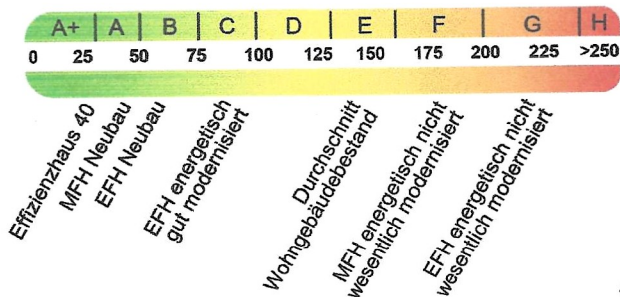 A+ A B C D E F G H
0 25 50 75 100 125 150 175 200 225 >250
Effizienzhaus 40
MFH Neubau
EFH Neubau
EFH energetisch
gut modernisiert
Durchschnitt
Wohngebäudebestand
MFH energetisch nicht
wesentlich modernisiert
EFH energetisch nicht
wesentlich modernisiert